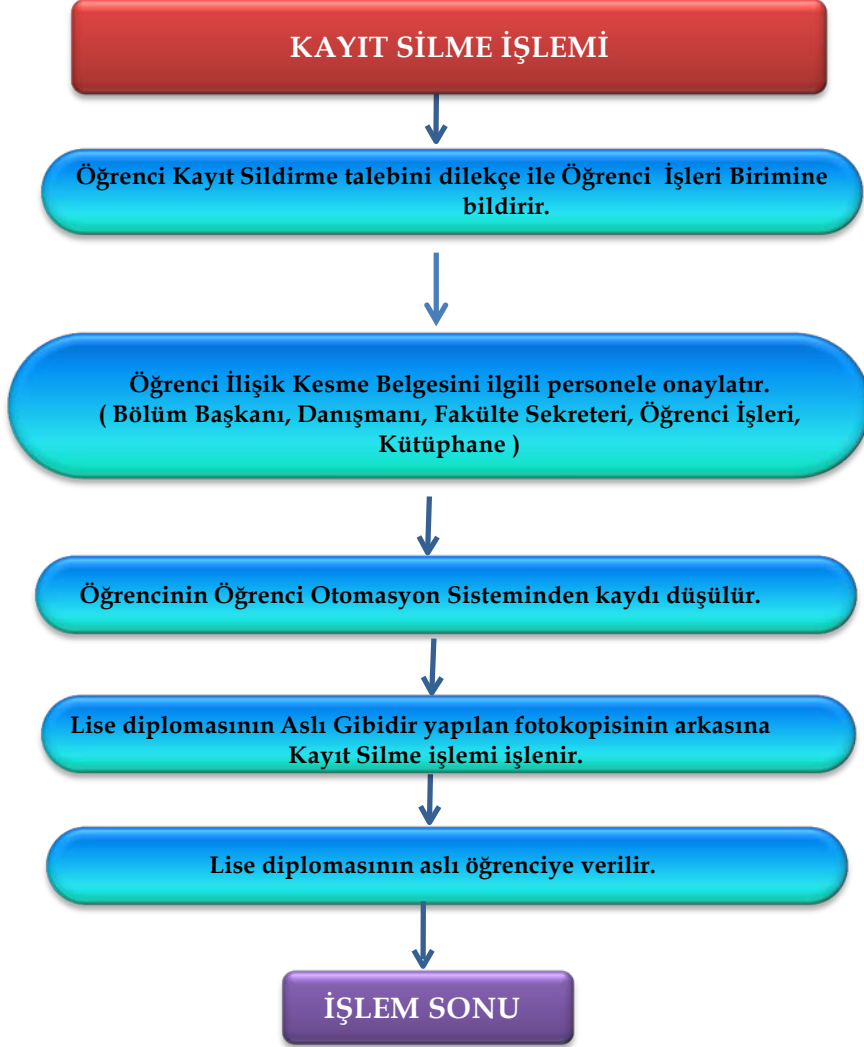 KAYIT SİLME İŞLEMİ
Öğrenci Kayıt Sildirme talebini dilekçe ile Öğrenci İşleri Birimine
bildirir.
Öğrenci İlişik Kesme Belgesini ilgili personele onaylatır.
( Bölüm Başkanı, Danışmanı, Fakülte Sekreteri, Öğrenci İşleri,
Kütüphane )
Öğrencinin Öğrenci Otomasyon Sisteminden kaydı düşülür.
Lise diplomasının Aslı Gibidir yapılan fotokopisinin arkasına
Kayıt Silme işlemi işlenir.
Lise diplomasının aslı öğrenciye verilir.
İŞLEM SONU